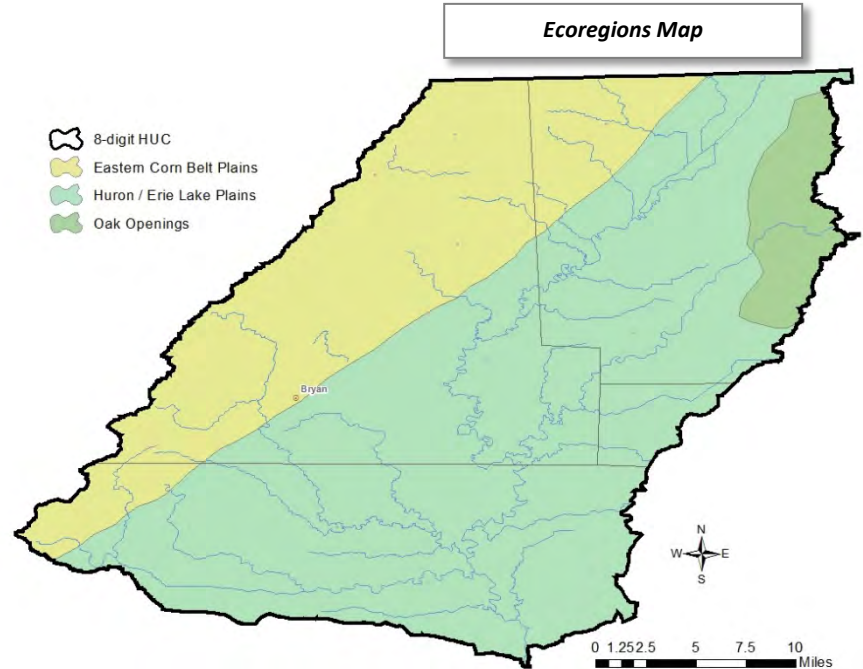 Ecoregions Map
8-digit HUC
Eastern Corn Belt Plains
Huron / Erie Lake Plains
Oak Openings
Bryan
N
W E
S
0 1.25 2.5 5 7.5 10
Miles